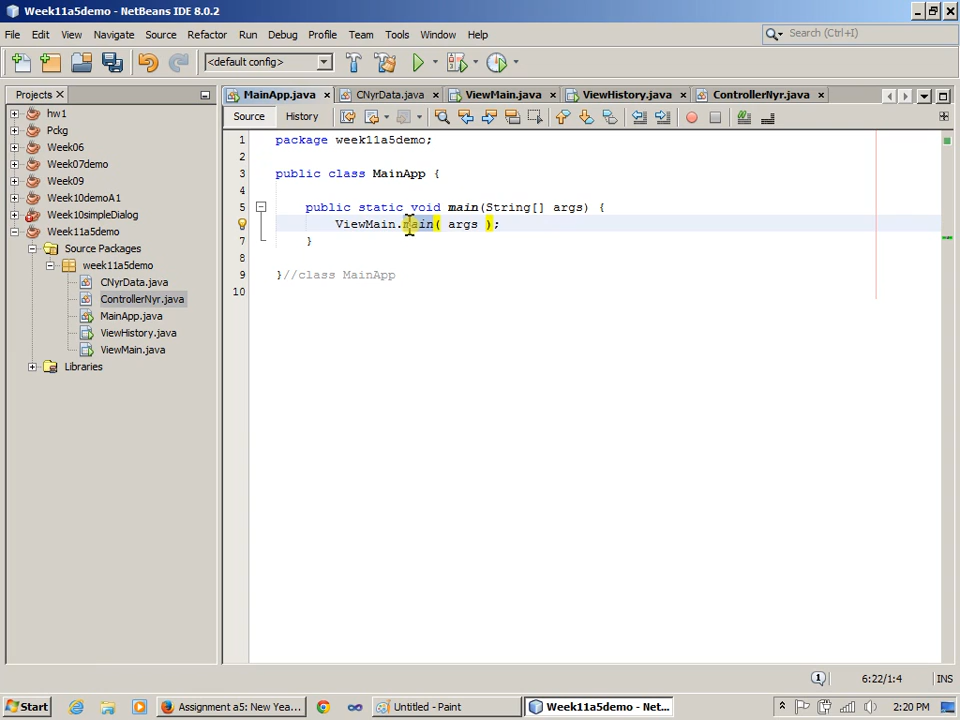 Week11a5demo - NetBeans IDE 8.0.2
File Edit View Navigate Source Refactor Run Debug Profile Team Tools Window Help
Search (Ctrl+I)
<default config>
Projects
MainApp.java CNyrData.java ViewMain.java ViewHistory.java ControllerNyr.java
Source History
hw1
Pckg
Week06
Week07demo
Week09
Week10demoA1
Week10simpleDialog
Week11a5demo
Source Packages
week11a5demo
CNyrData.java
ControllerNyr.java
MainApp.java
ViewHistory.java
ViewMain.java
Libraries
1 package week11a5demo;
2
3 public class MainApp {
4
5 public static void main(String[] args) {
ViewMain.main( args );
7 }
8
9 }//class MainApp
10
1 6:22/1:4 INS
Start Assignment a5: New Yea... Untitled - Paint Week11a5demo - Net... 2:20 PM